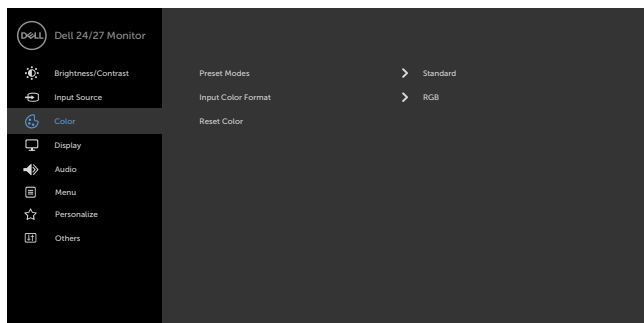 DELL Dell 24/27 Monitor
Brightness/Contrast
Input Source
Color
Display
Audio
Menu
Personalize
Others
Preset Modes Standard
Input Color Format RGB
Reset Color